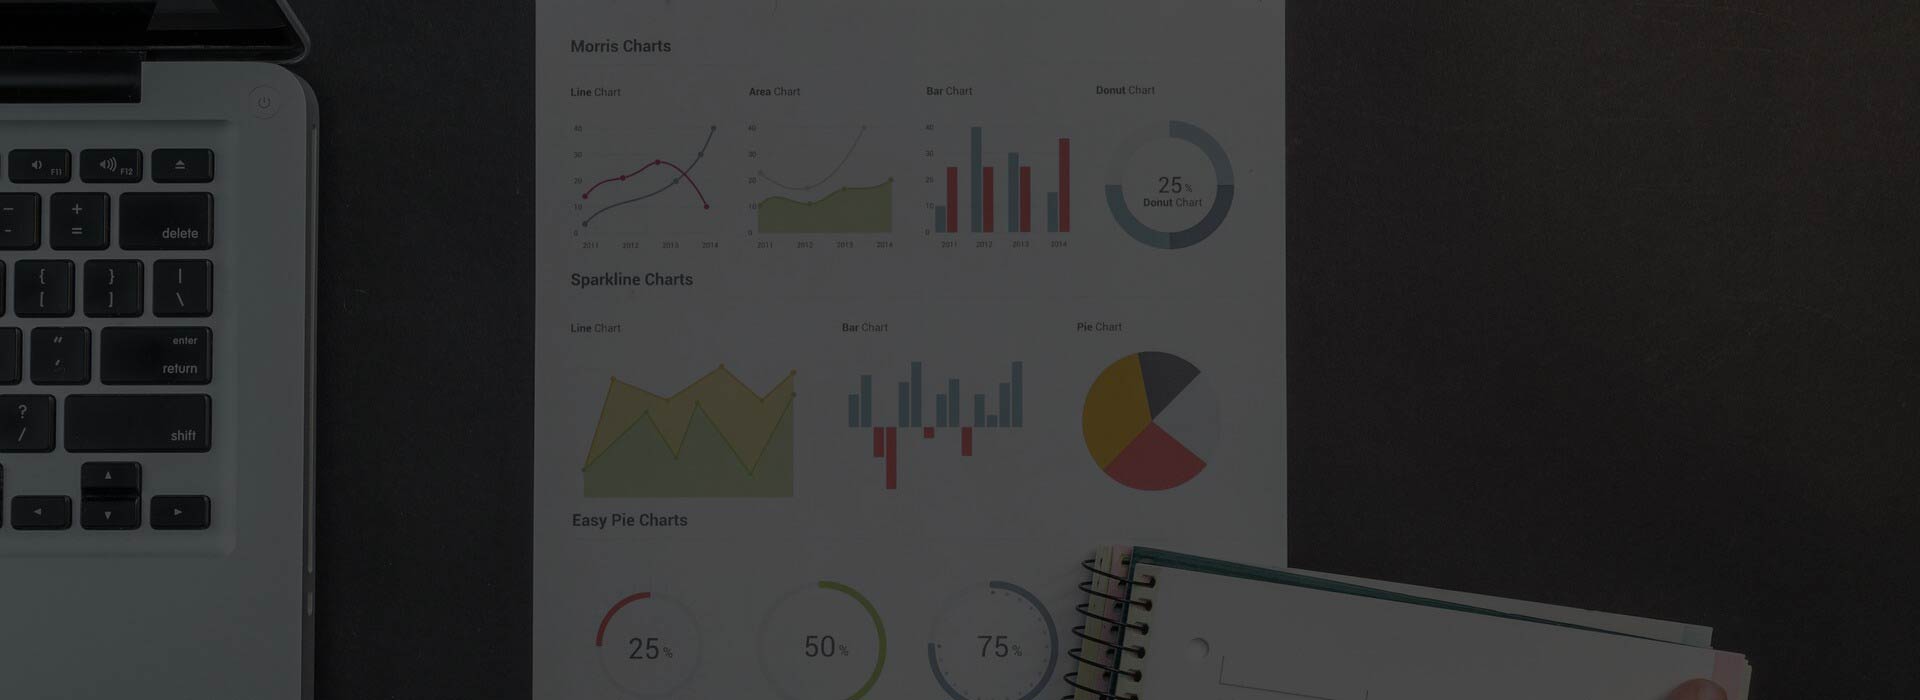 Morris Charts
Line Chart
Area Chart
Bar Chart
Donut Chart
40
30
20
10
0
2011 2012 2013 2014
40
30
20
10
0
2011 2012 2013 2014
40
30
20
10
0
2011 2012 2013 2014
25 %
Donut Chart
Sparkline Charts
Line Chart
Bar Chart
Pie Chart
Easy Pie Charts
25 %
50 %
75 %
F11
F12
- -
+ =
delete
{ [
} ]
| \
enter
return
? /
shift